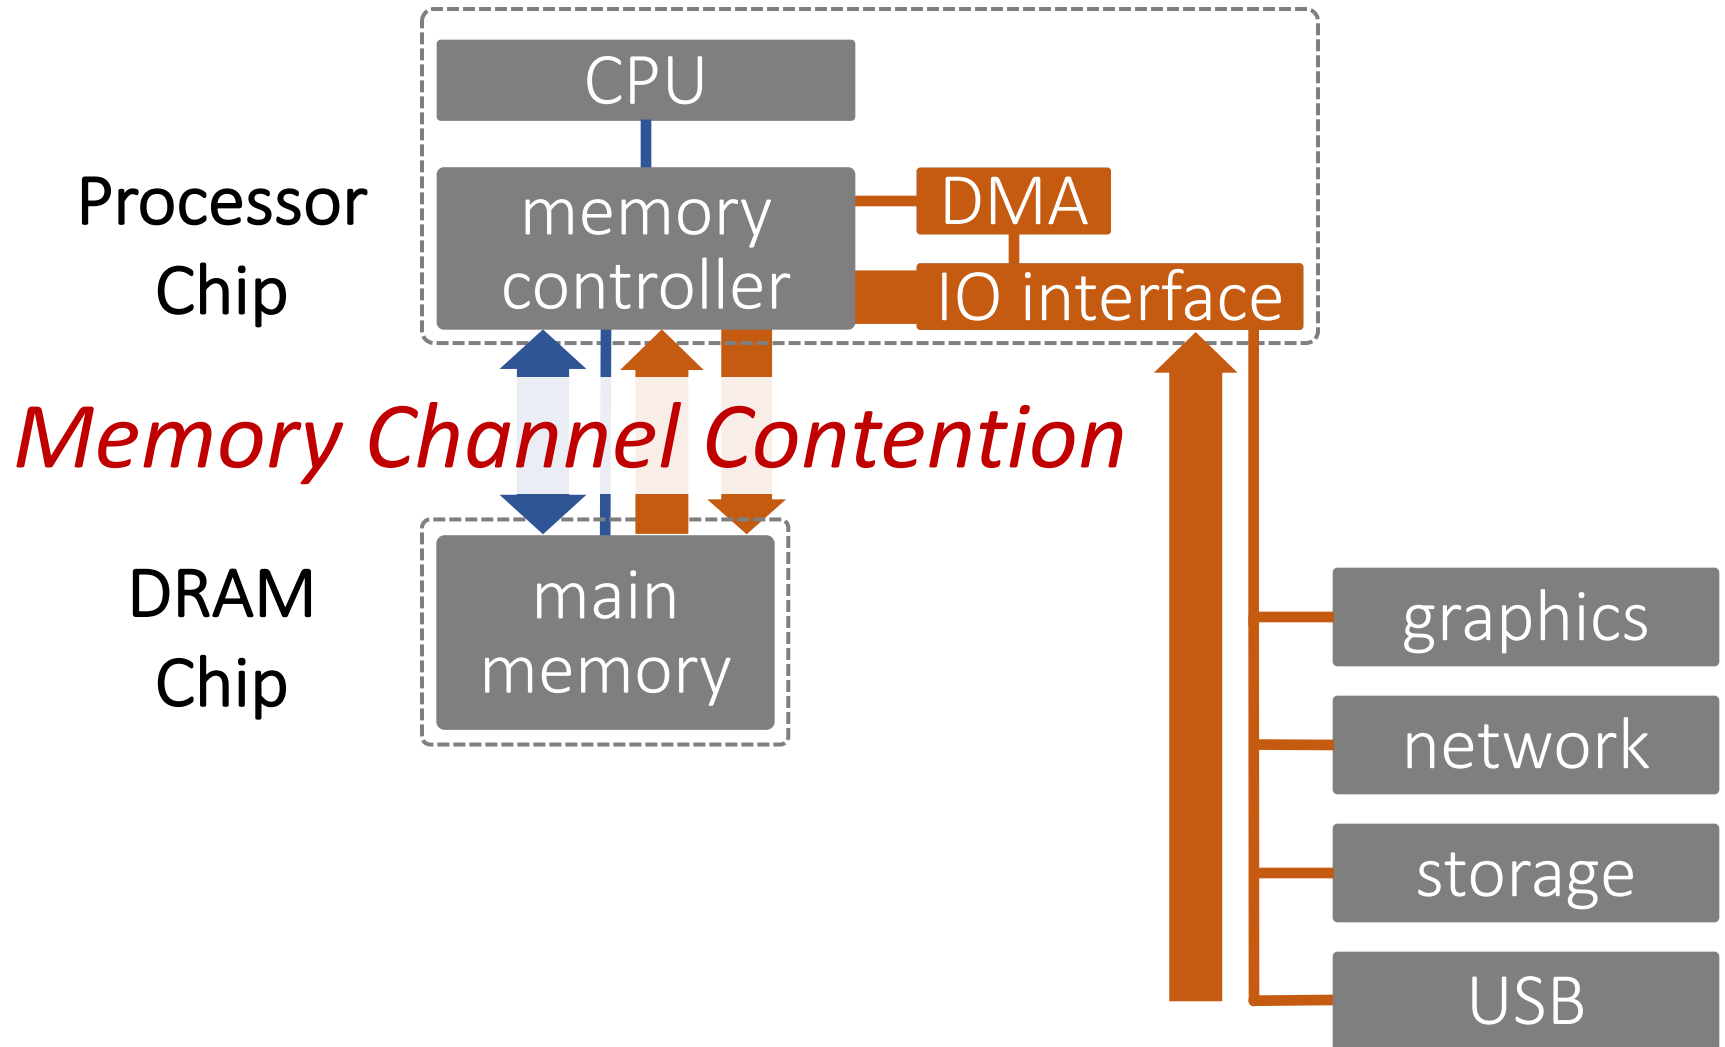 CPU
Processor
Chip
memory
controller
DMA
IO interface
Memory Channel Contention
DRAM
Chip
main
memory
graphics
network
storage
USB